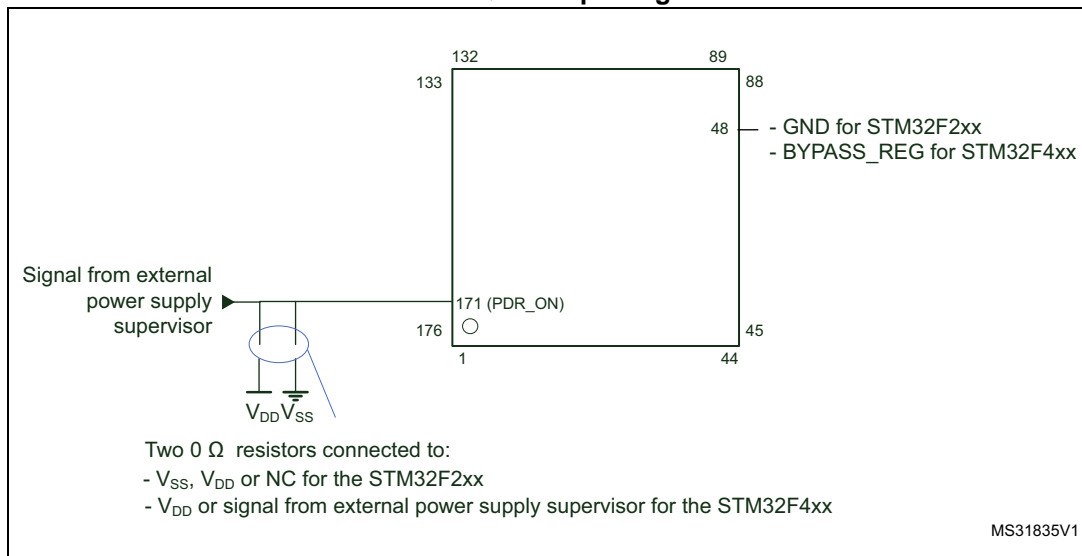 132
89
133
88
48
- GND for STM32F2xx
- BYPASS_REG for STM32F4xx
Signal from external
power supply
supervisor
171 (PDR_ON)
176
45
1
44
VDD VSS
Two 0 Ω resistors connected to:
- VSS, VDD or NC for the STM32F2xx
- VDD or signal from external power supply supervisor for the STM32F4xx
MS31835V1